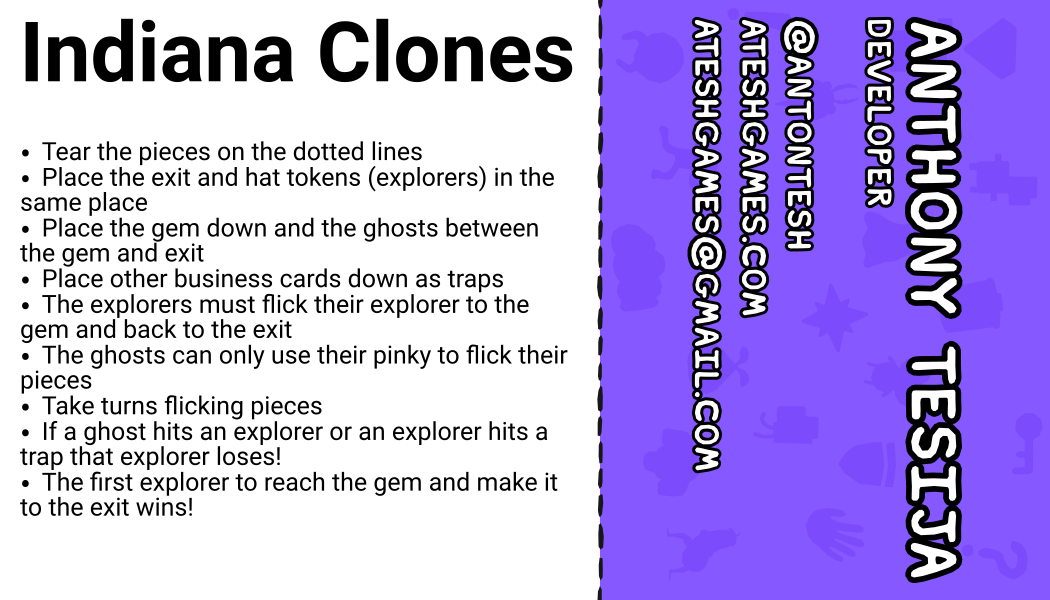 Indiana Clones
• Tear the pieces on the dotted lines
• Place the exit and hat tokens (explorers) in the
same place
• Place the gem down and the ghosts between
the gem and exit
• Place other business cards down as traps
• The explorers must flick their explorer to the
gem and back to the exit
• The ghosts can only use their pinky to flick their
pieces
• Take turns flicking pieces
• If a ghost hits an explorer or an explorer hits a
trap that explorer loses!
• The first explorer to reach the gem and make it
to the exit wins!
ANTHONY TESIJA
DEVELOPER
@ANTONTESH
ATESHGAMES.COM
ATESHGAMES@GMAIL.COM